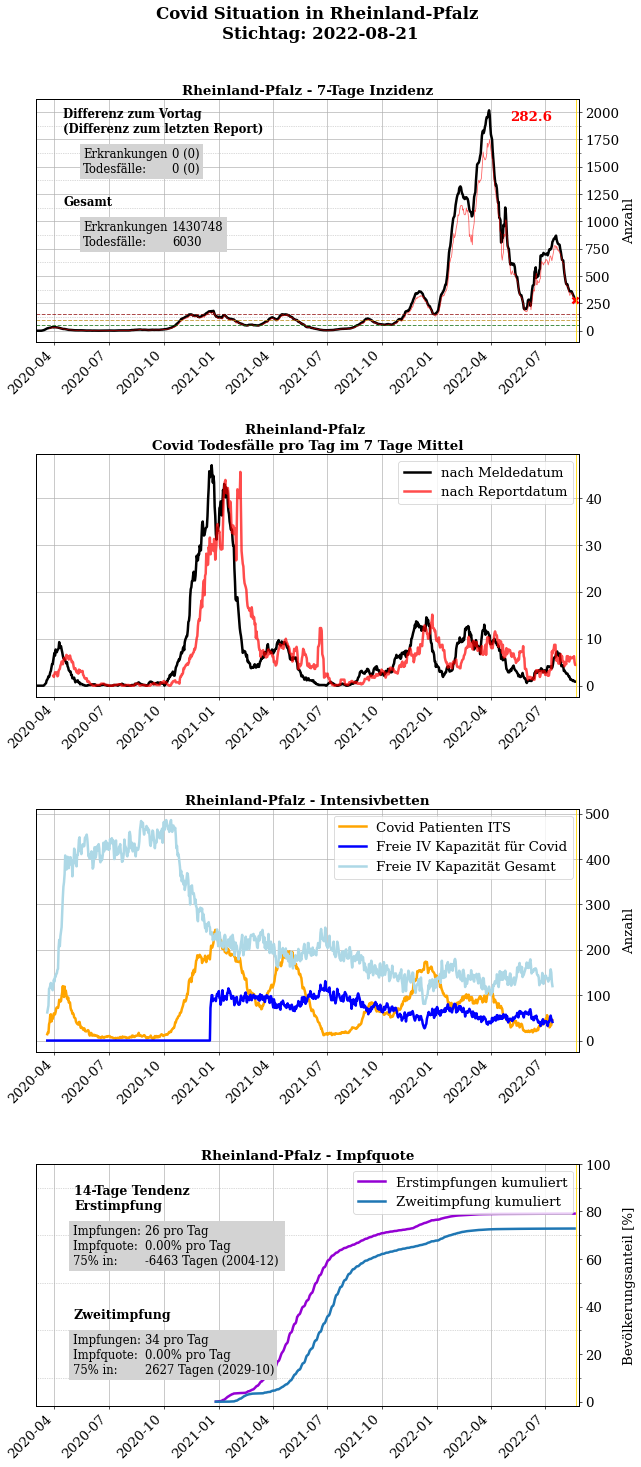 Covid Situation in Rheinland-Pfalz
Stichtag: 2022-08-21
Rheinland-Pfalz - 7-Tage Inzidenz
Differenz zum Vortag
(Differenz zum letzten Report)
Erkrankungen 0 (0)
Todesfälle: 0 (0)
Gesamt
Erkrankungen 1430748
Todesfälle: 6030
282.6
2000
1750
1500
1250
1000
750
500
250
0
Anzahl
2020-04
2020-07
2020-10
2021-01
2021-04
2021-07
2021-10
2022-01
2022-04
2022-07
Rheinland-Pfalz
Covid Todesfälle pro Tag im 7 Tage Mittel
nach Meldedatum
nach Reportdatum
40
30
20
10
0
2020-04
2020-07
2020-10
2021-01
2021-04
2021-07
2021-10
2022-01
2022-04
2022-07
Rheinland-Pfalz - Intensivbetten
Covid Patienten ITS
Freie IV Kapazität für Covid
Freie IV Kapazität Gesamt
500
400
300
200
100
0
Anzahl
2020-04
2020-07
2020-10
2021-01
2021-04
2021-07
2021-10
2022-01
2022-04
2022-07
Rheinland-Pfalz - Impfquote
14-Tage Tendenz
Erstimpfung
Impfungen: 26 pro Tag
Impfquote: 0.00% pro Tag
75% in: -6463 Tagen (2004-12)
Zweitimpfung
Impfungen: 34 pro Tag
Impfquote: 0.00% pro Tag
75% in: 2627 Tagen (2029-10)
Erstimpfungen kumuliert
Zweitimpfung kumuliert
100
80
60
40
20
0
Bevölkerungsanteil [%]
2020-04
2020-07
2020-10
2021-01
2021-04
2021-07
2021-10
2022-01
2022-04
2022-07